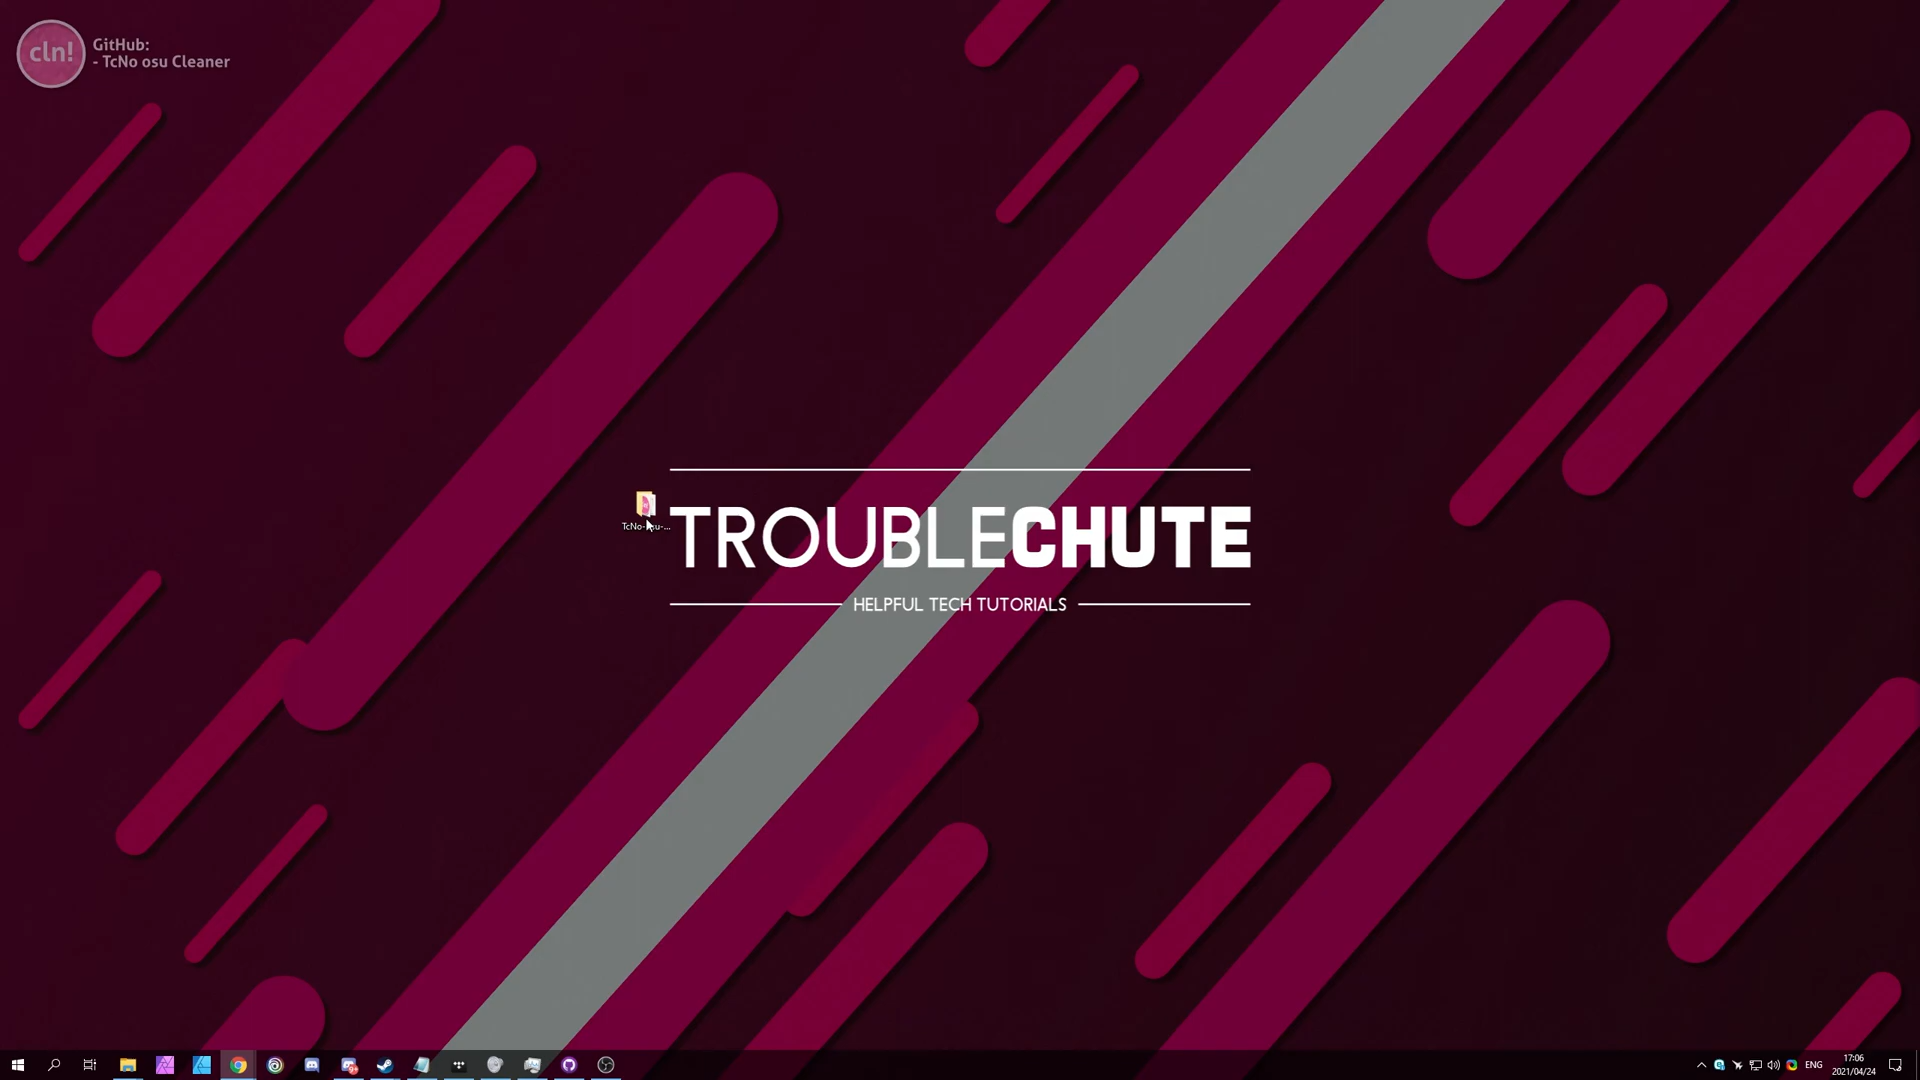 cln!
GitHub:
- TcNo osu Cleaner
TROUBLECHUTE
HELPFUL TECH TUTORIALS
ENG
17:06
2021/04/24